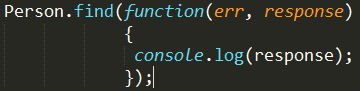 Person.find(function(err, response)
{
console.log(response);
});